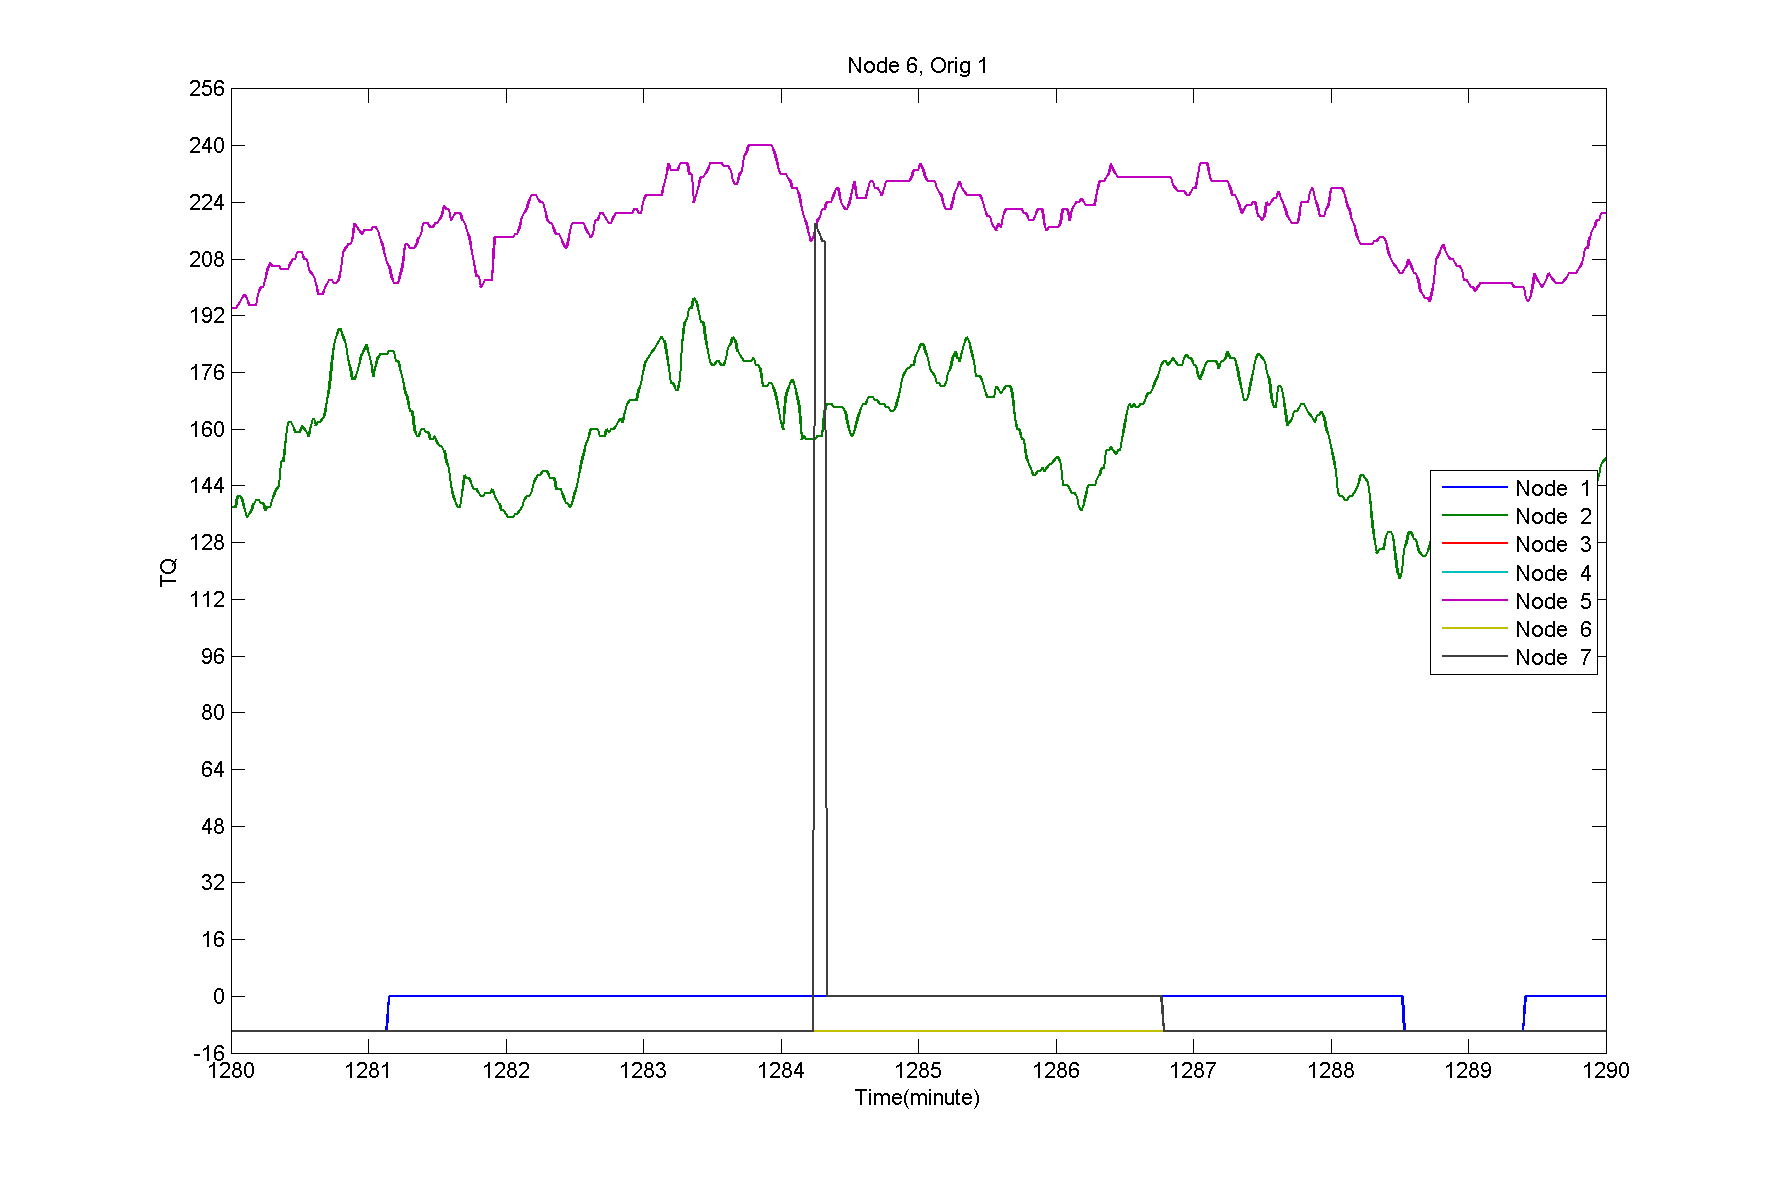 Node 6, Orig 1
256
240
224
208
192
176
160
144
128
112
96
80
64
48
32
16
0
-16
TQ
Node 1
Node 2
Node 3
Node 4
Node 5
Node 6
Node 7
1280 1281 1282 1283 1284 1285 1286 1287 1288 1289 1290
Time(minute)